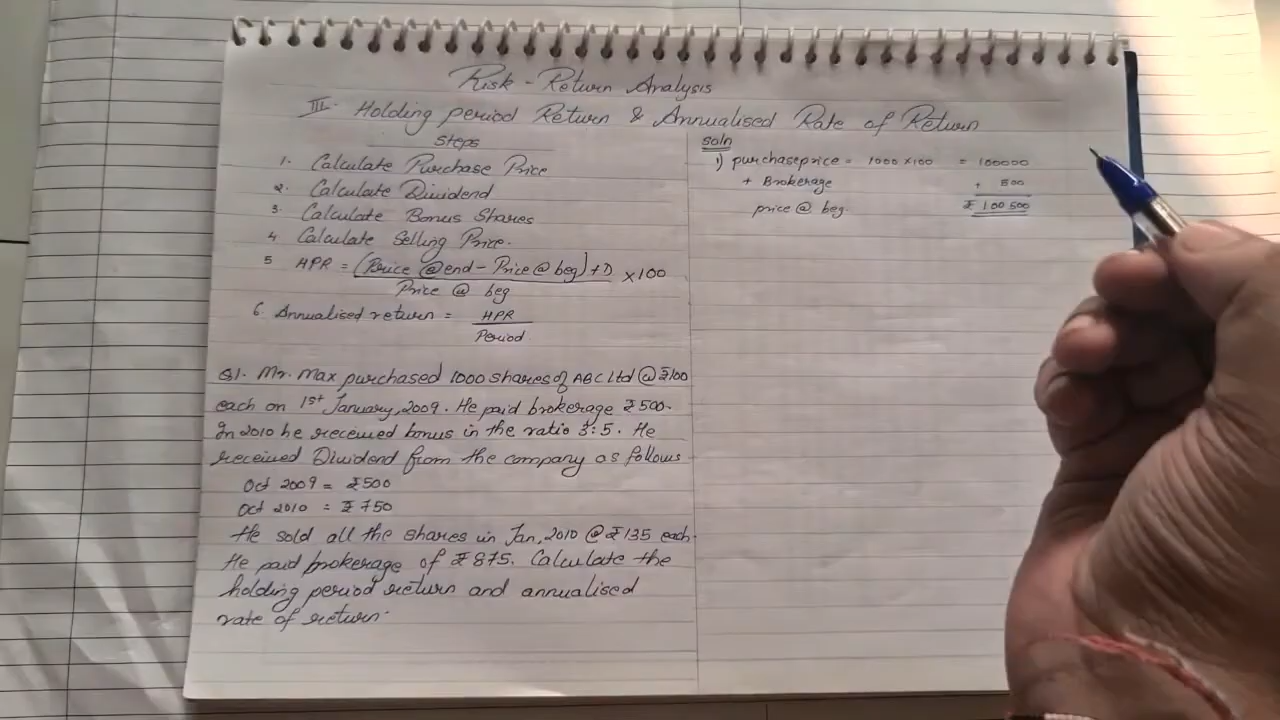 Risk - Return Analysis
III. Holding period Return & Annualised Rate of Return
Steps
1. Calculate Purchase Price
2. Calculate Dividend
3. Calculate Bonus Shares
4. Calculate Selling Price.
5. HPR = (Price @ end - Price @ beg) + D × 100
Price @ beg
6. Annualised return = HPR
Period.
Q1. Mr. Max purchased 1000 shares of ABC Ltd @ ₹100
each on 1st January, 2009. He paid brokerage ₹500.
In 2010 he received bonus in the ratio 3:5. He
received Dividend from the company as follows
Oct 2009 = ₹500
Oct 2010 = ₹750
He sold all the shares in Jan, 2010 @ ₹135 each.
He paid brokerage of ₹875. Calculate the
holding period return and annualised
rate of return.
Soln
1) purchase price = 1000 × 100 = 100000
+ Brokerage + 500
price @ beg. ₹ 100500